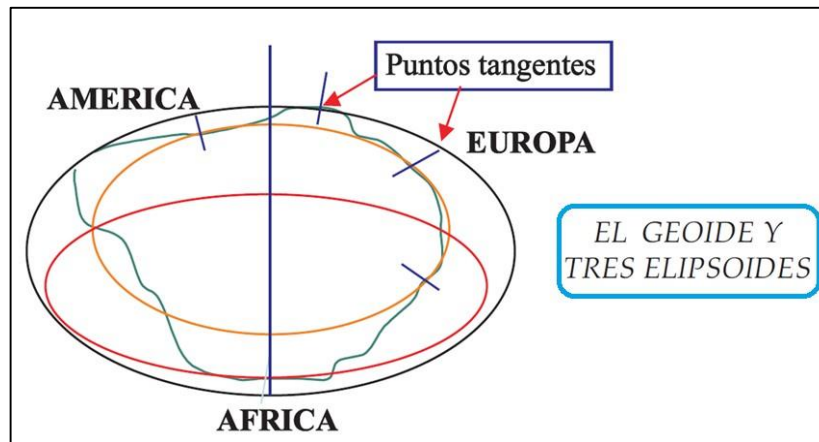 Puntos tangentes
AMERICA
EUROPA
EL GEOIDE Y
TRES ELIPSOIDES
AFRICA